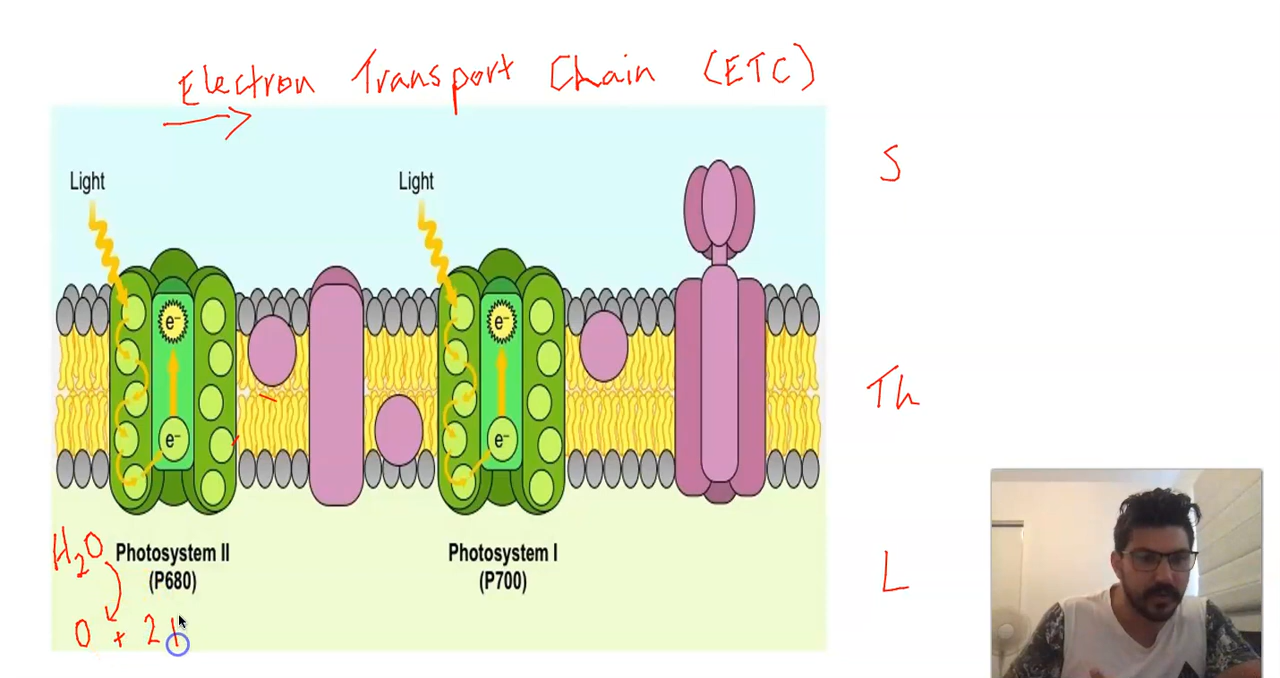 Electron Transport Chain (ETC)
S
Light Light
e⁻ e⁻
Th
e⁻ e⁻
H₂O Photosystem II Photosystem I
(P680) (P700)
L
O + 2